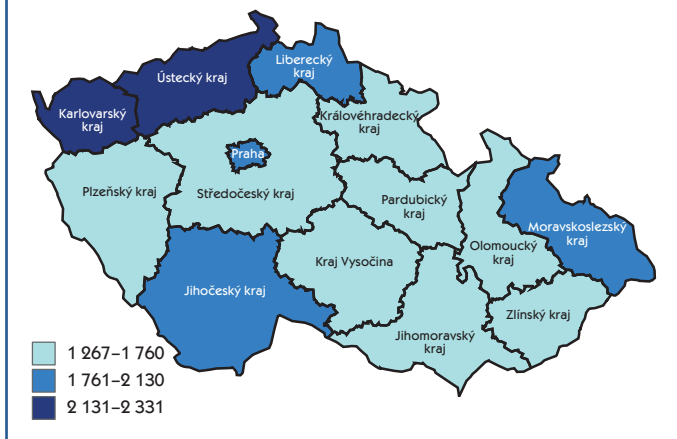 Liberecký
kraj
Ústecký kraj
Karlovarský
kraj
Královéhradecký
kraj
Praha
Plzeňský kraj
Středočeský kraj
Pardubický
kraj
Moravskoslezský
kraj
Olomoucký
kraj
Kraj Vysočina
Jihočeský kraj
Zlínský kraj
Jihomoravský
kraj
1 267–1 760
1 761–2 130
2 131–2 331